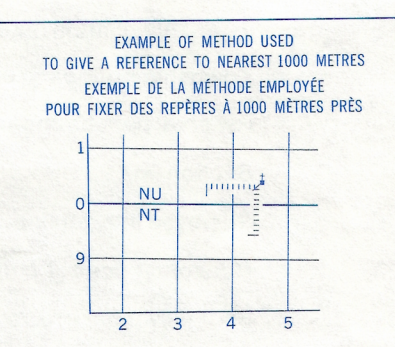 EXAMPLE OF METHOD USED
TO GIVE A REFERENCE TO NEAREST 1000 METRES
EXEMPLE DE LA MÉTHODE EMPLOYÉE
POUR FIXER DES REPÈRES À 1000 MÈTRES PRÈS
1
NU
0
NT
9
2 3 4 5